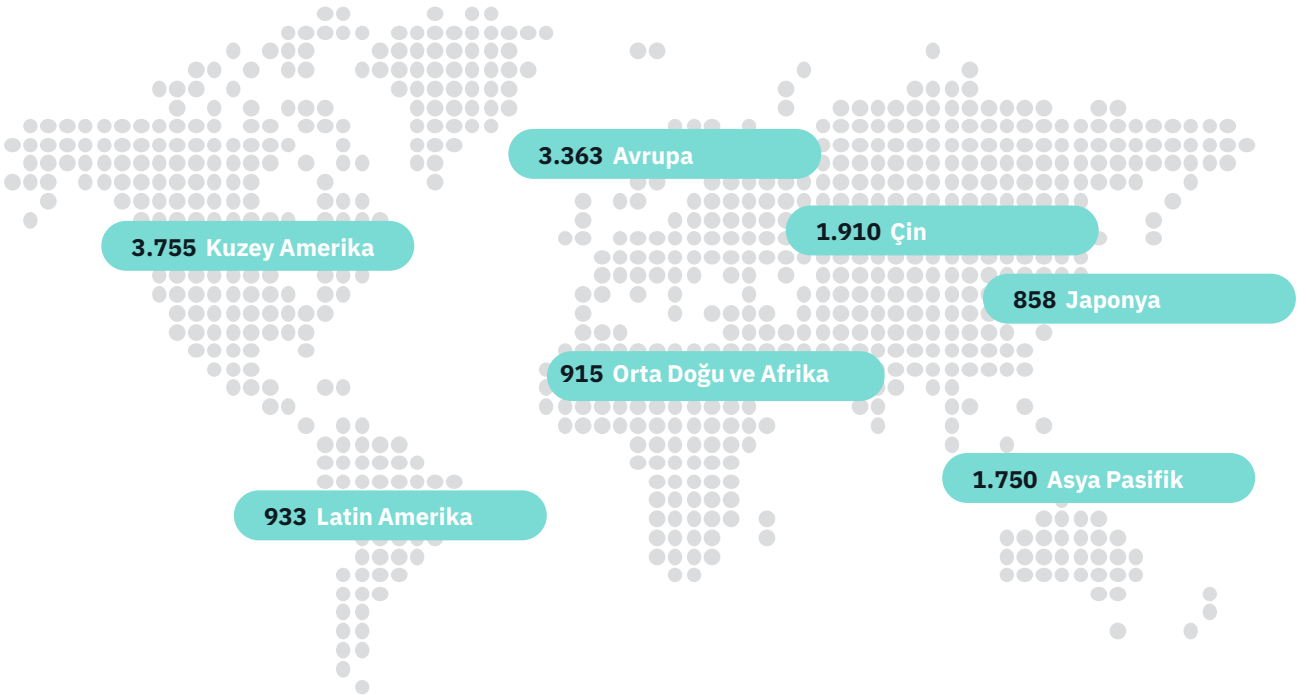 3.363 Avrupa
1.910 Çin
3.755 Kuzey Amerika
858 Japonya
915 Orta Doğu ve Afrika
1.750 Asya Pasifik
933 Latin Amerika